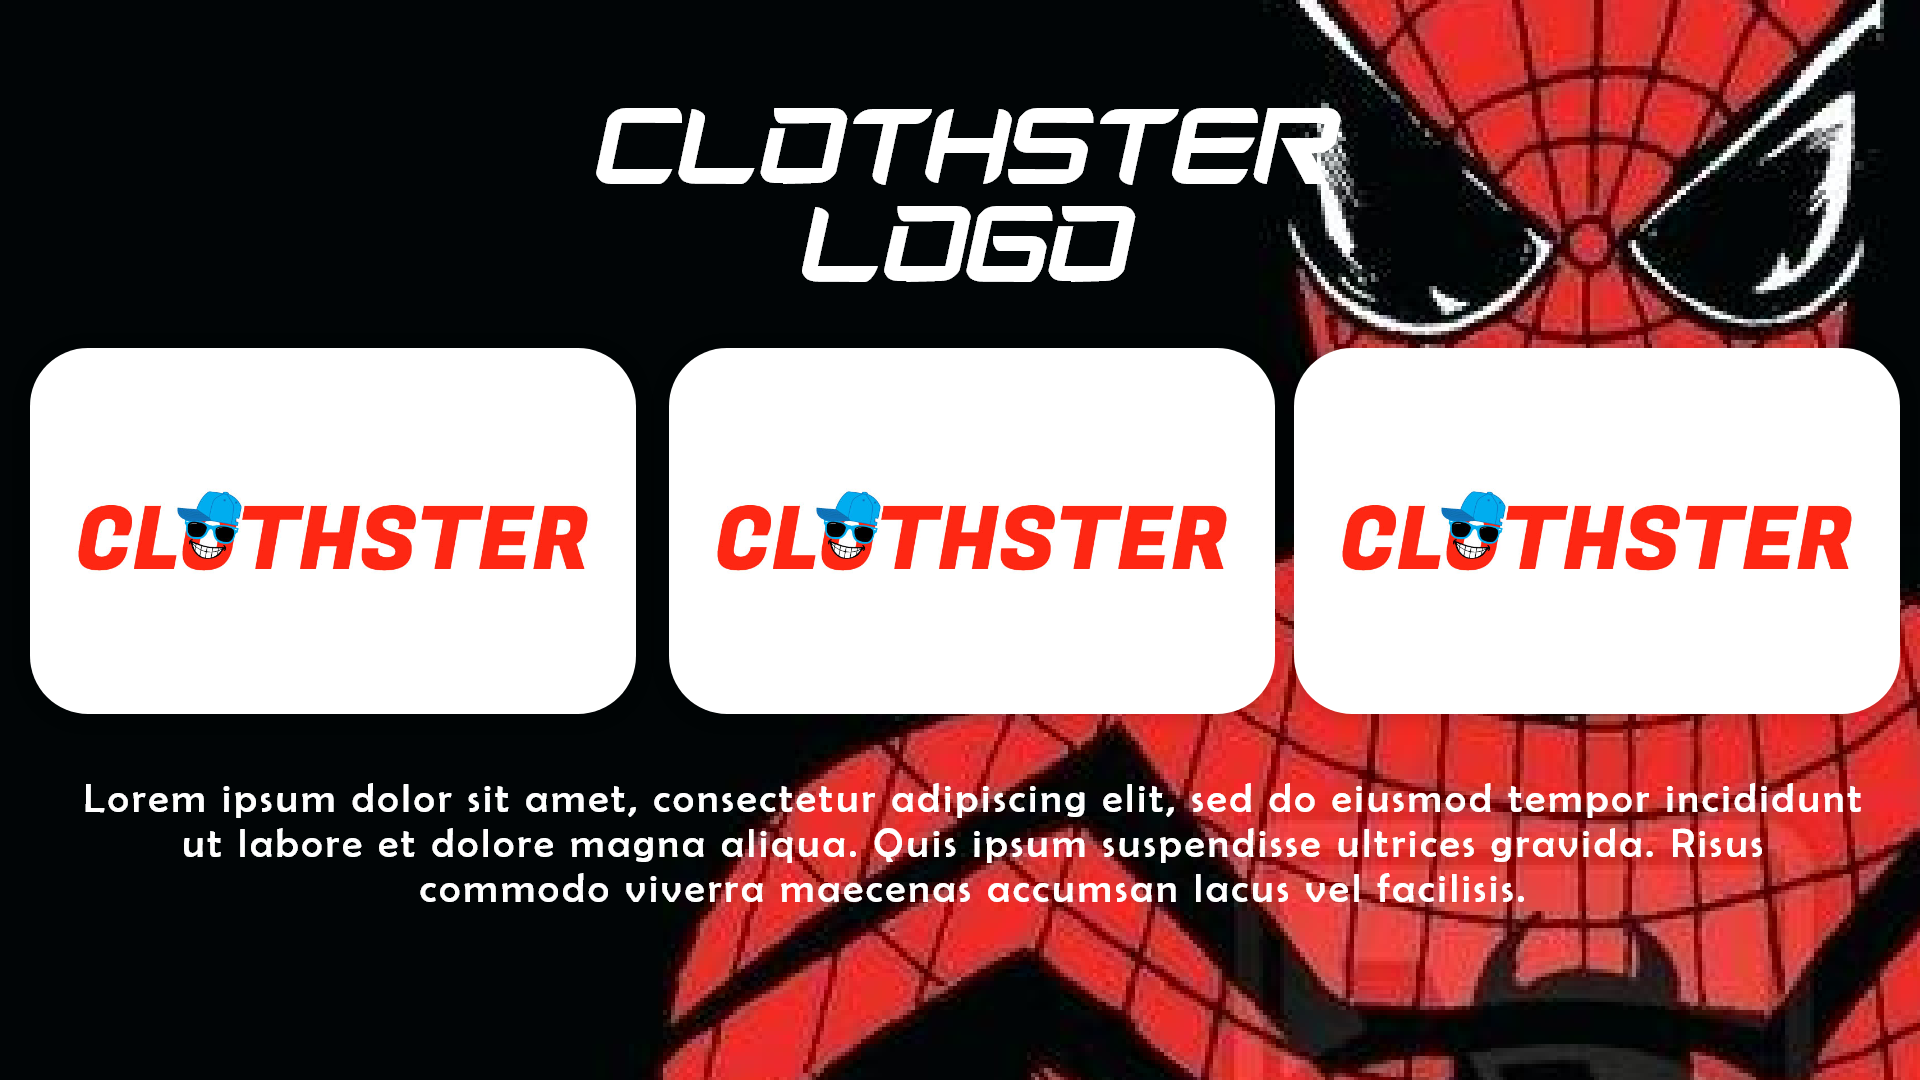 CLOTHSTER
LOGO
CLOTHSTER
CLOTHSTER
CLOTHSTER
Lorem ipsum dolor sit amet, consectetur adipiscing elit, sed do eiusmod tempor incididunt
ut labore et dolore magna aliqua. Quis ipsum suspendisse ultrices gravida. Risus
commodo viverra maecenas accumsan lacus vel facilisis.